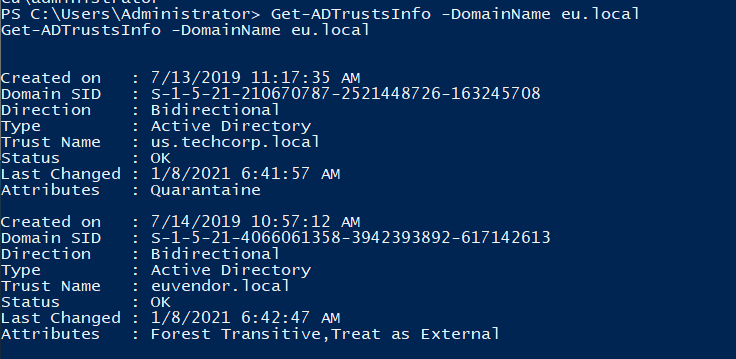 eu\administrator
PS C:\Users\Administrator> Get-ADTrustsInfo -DomainName eu.local
Get-ADTrustsInfo -DomainName eu.local
Created on   : 7/13/2019 11:17:35 AM
Domain SID   : S-1-5-21-210670787-2521448726-163245708
Direction    : Bidirectional
Type         : Active Directory
Trust Name   : us.techcorp.local
Status       : OK
Last Changed : 1/8/2021 6:41:57 AM
Attributes   : Quarantaine
Created on   : 7/14/2019 10:57:12 AM
Domain SID   : S-1-5-21-4066061358-3942393892-617142613
Direction    : Bidirectional
Type         : Active Directory
Trust Name   : euvendor.local
Status       : OK
Last Changed : 1/8/2021 6:42:47 AM
Attributes   : Forest Transitive,Treat as External